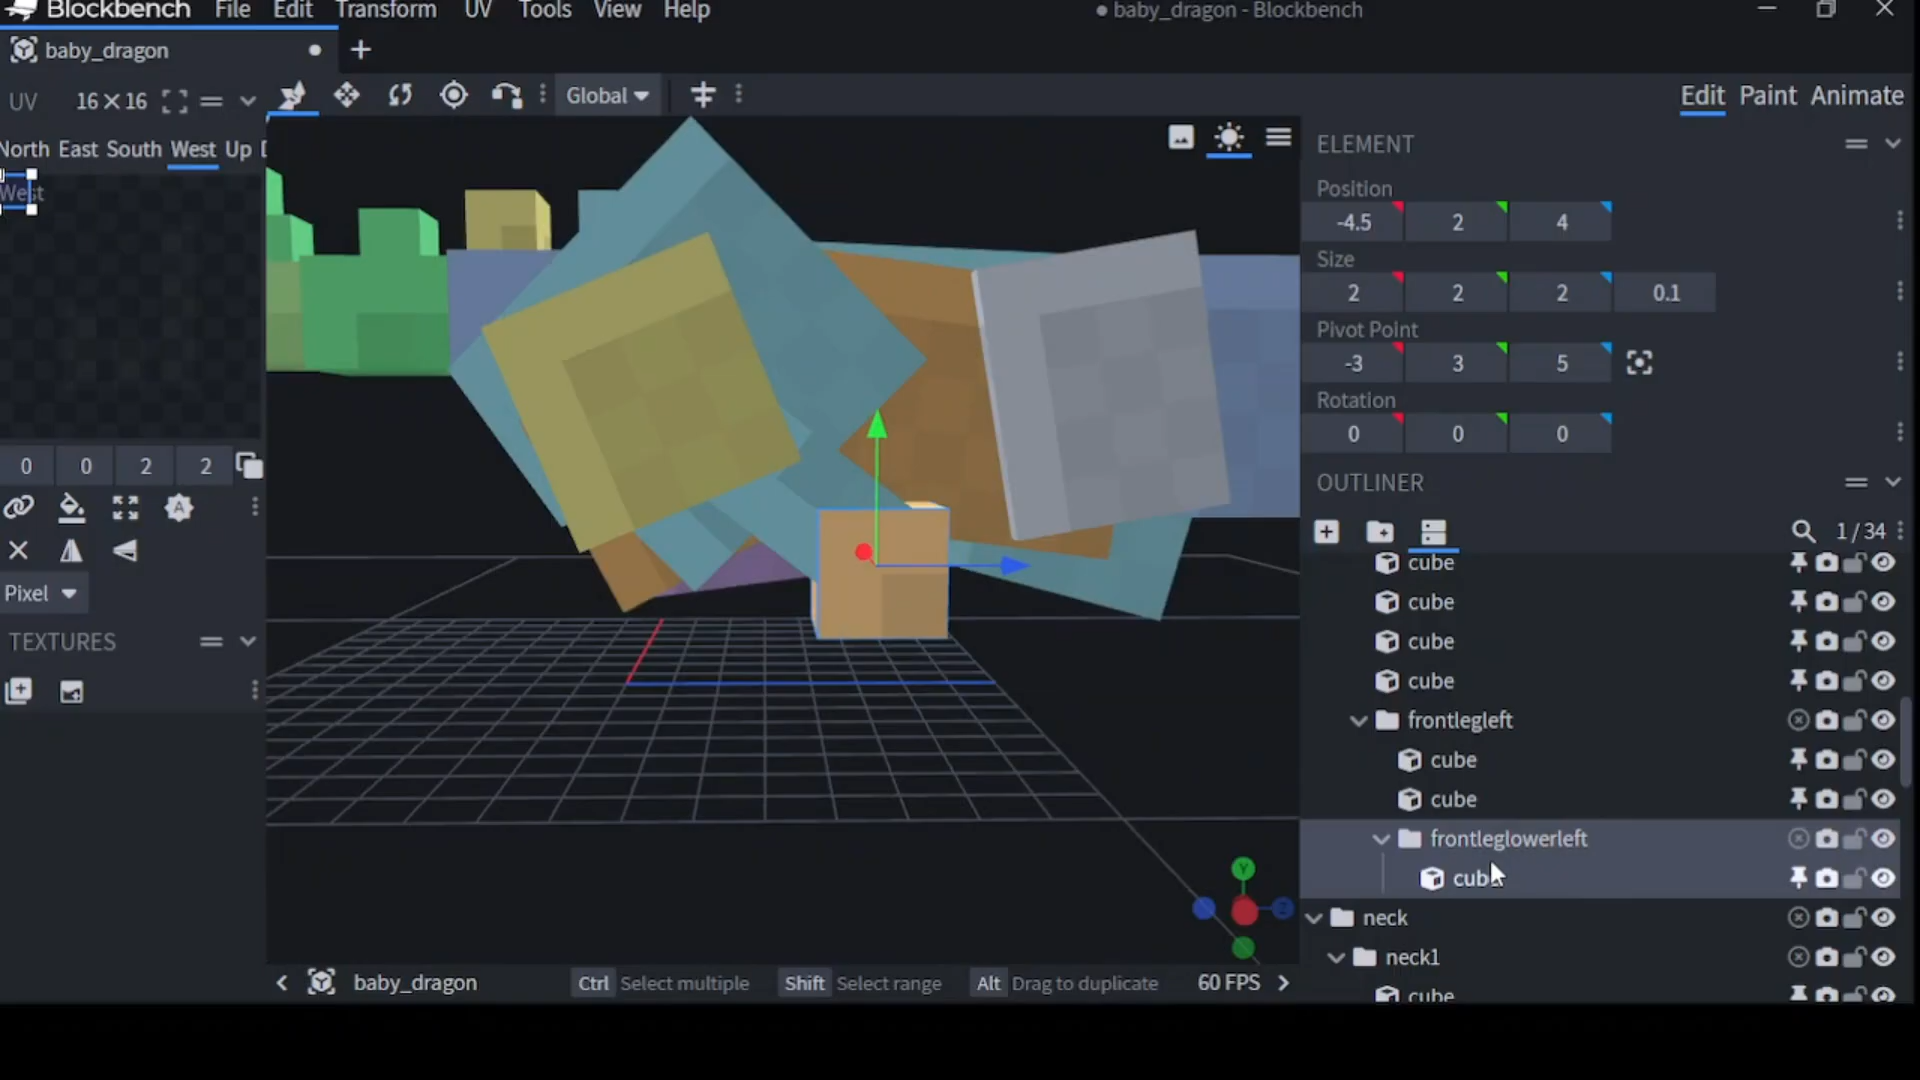 Blockbench File Edit Transform UV Tools View Help • baby_dragon - Blockbench
baby_dragon
UV 16×16 Global Edit Paint Animate
North East South West Up
West
ELEMENT
Position
-4.5 2 4
Size
2 2 2 0.1
Pivot Point
-3 3 5
Rotation
0 0 0
0 0 2 2
OUTLINER
1 / 34
Pixel
TEXTURES
cube
cube
cube
cube
frontlegleft
cube
cube
frontleglowerleft
cube
neck
neck1
cube
Y
Z
baby_dragon Ctrl Select multiple Shift Select range Alt Drag to duplicate 60 FPS